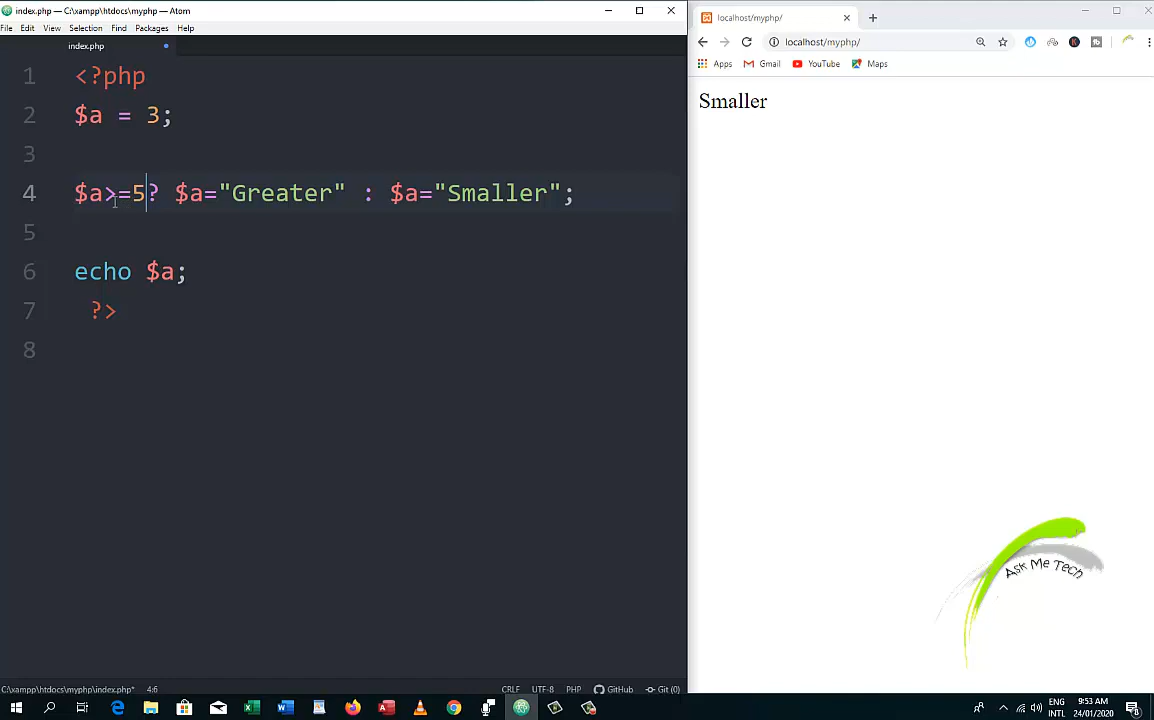 index.php — C:\xampp\htdocs\myphp — Atom
File Edit View Selection Find Packages Help
index.php
1 <?php
2 $a = 3;
3
4 $a>=5? $a="Greater" : $a="Smaller";
5
6 echo $a;
7 ?>
8
C:\xampp\htdocs\myphp\index.php* 4:6 CRLF UTF-8 PHP GitHub Git (0)
localhost/myphp/
localhost/myphp/
Apps Gmail YouTube Maps
Smaller
Ask Me Tech
ENG
INTL
9:53 AM
24/01/2020